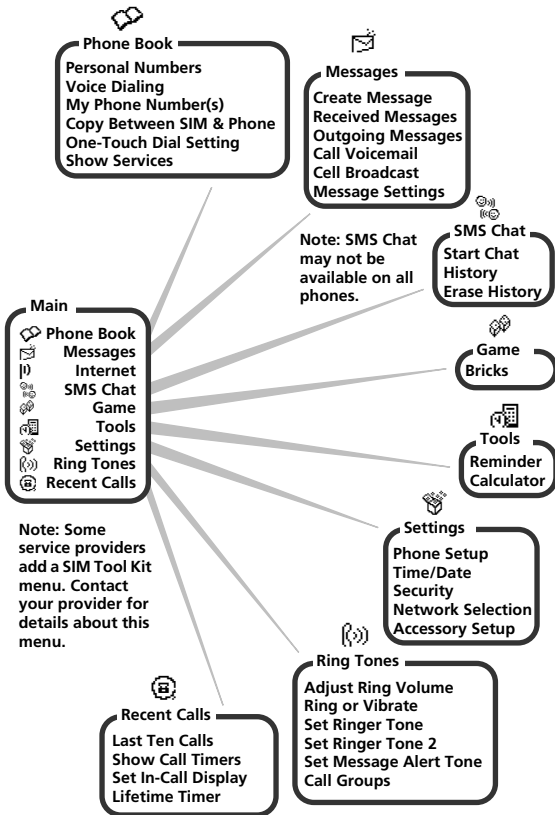 Phone Book
Personal Numbers
Voice Dialing
My Phone Number(s)
Copy Between SIM & Phone
One-Touch Dial Setting
Show Services
Messages
Create Message
Received Messages
Outgoing Messages
Call Voicemail
Cell Broadcast
Message Settings
Note: SMS Chat
may not be
available on all
phones.
SMS Chat
Start Chat
History
Erase History
Main
Phone Book
Messages
Internet
SMS Chat
Game
Tools
Settings
Ring Tones
Recent Calls
Game
Bricks
Tools
Reminder
Calculator
Note: Some
service providers
add a SIM Tool Kit
menu. Contact
your provider for
details about this
menu.
Settings
Phone Setup
Time/Date
Security
Network Selection
Accessory Setup
Ring Tones
Adjust Ring Volume
Ring or Vibrate
Set Ringer Tone
Set Ringer Tone 2
Set Message Alert Tone
Call Groups
Recent Calls
Last Ten Calls
Show Call Timers
Set In-Call Display
Lifetime Timer